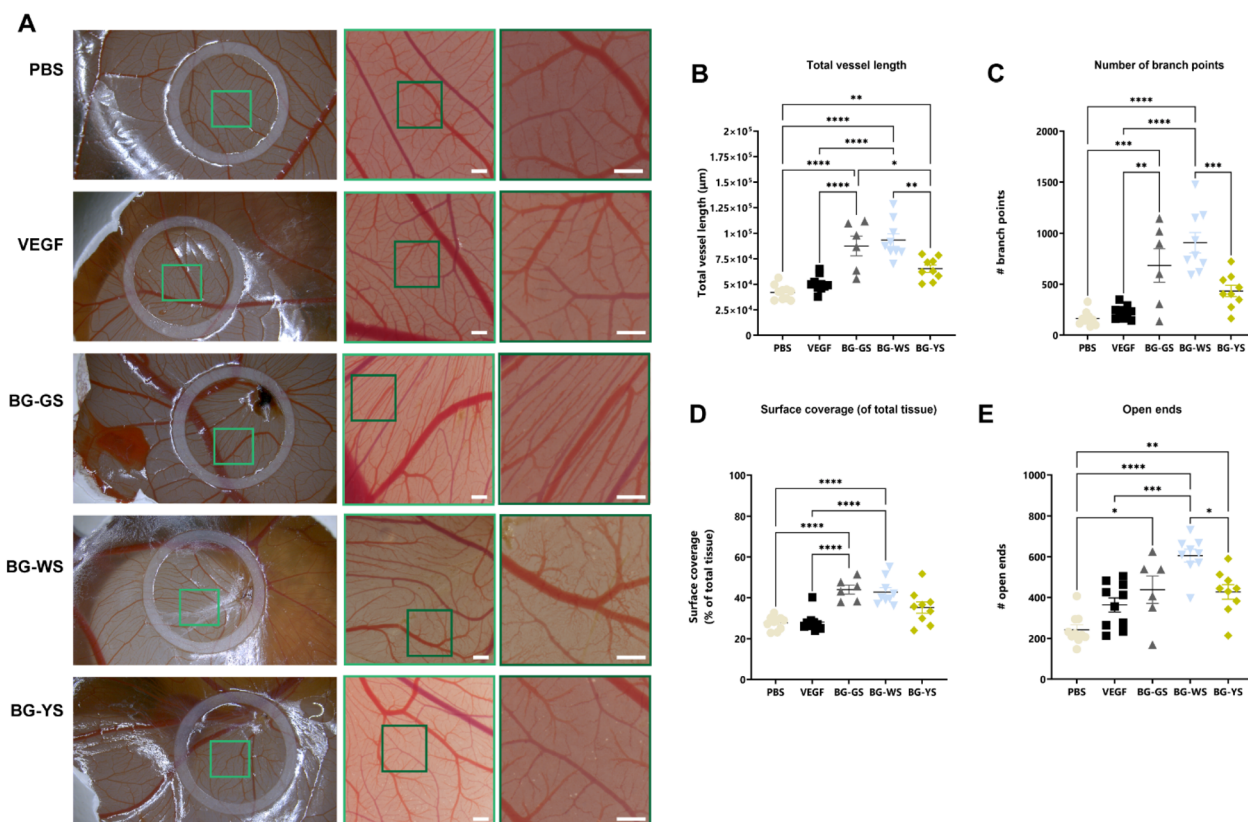 A
PBS
VEGF
BG-GS
BG-WS
BG-YS
B
Total vessel length
**
****
****
****
*
****
**
Total vessel length (µm)
2×10⁵
1.8×10⁵
1.5×10⁵
1.25×10⁵
1×10⁵
7.5×10⁴
5×10⁴
2.5×10⁴
0
PBS VEGF BG-GS BG-WS BG-YS
C
Number of branch points
****
****
***
**
***
# branch points
2000
1500
1000
500
0
PBS VEGF BG-GS BG-WS BG-YS
D
Surface coverage (of total tissue)
****
****
****
****
Surface coverage
(% of total tissue)
100
80
60
40
20
0
PBS VEGF BG-GS BG-WS BG-YS
E
Open ends
**
****
***
*
*
# open ends
1000
800
600
400
200
0
PBS VEGF BG-GS BG-WS BG-YS